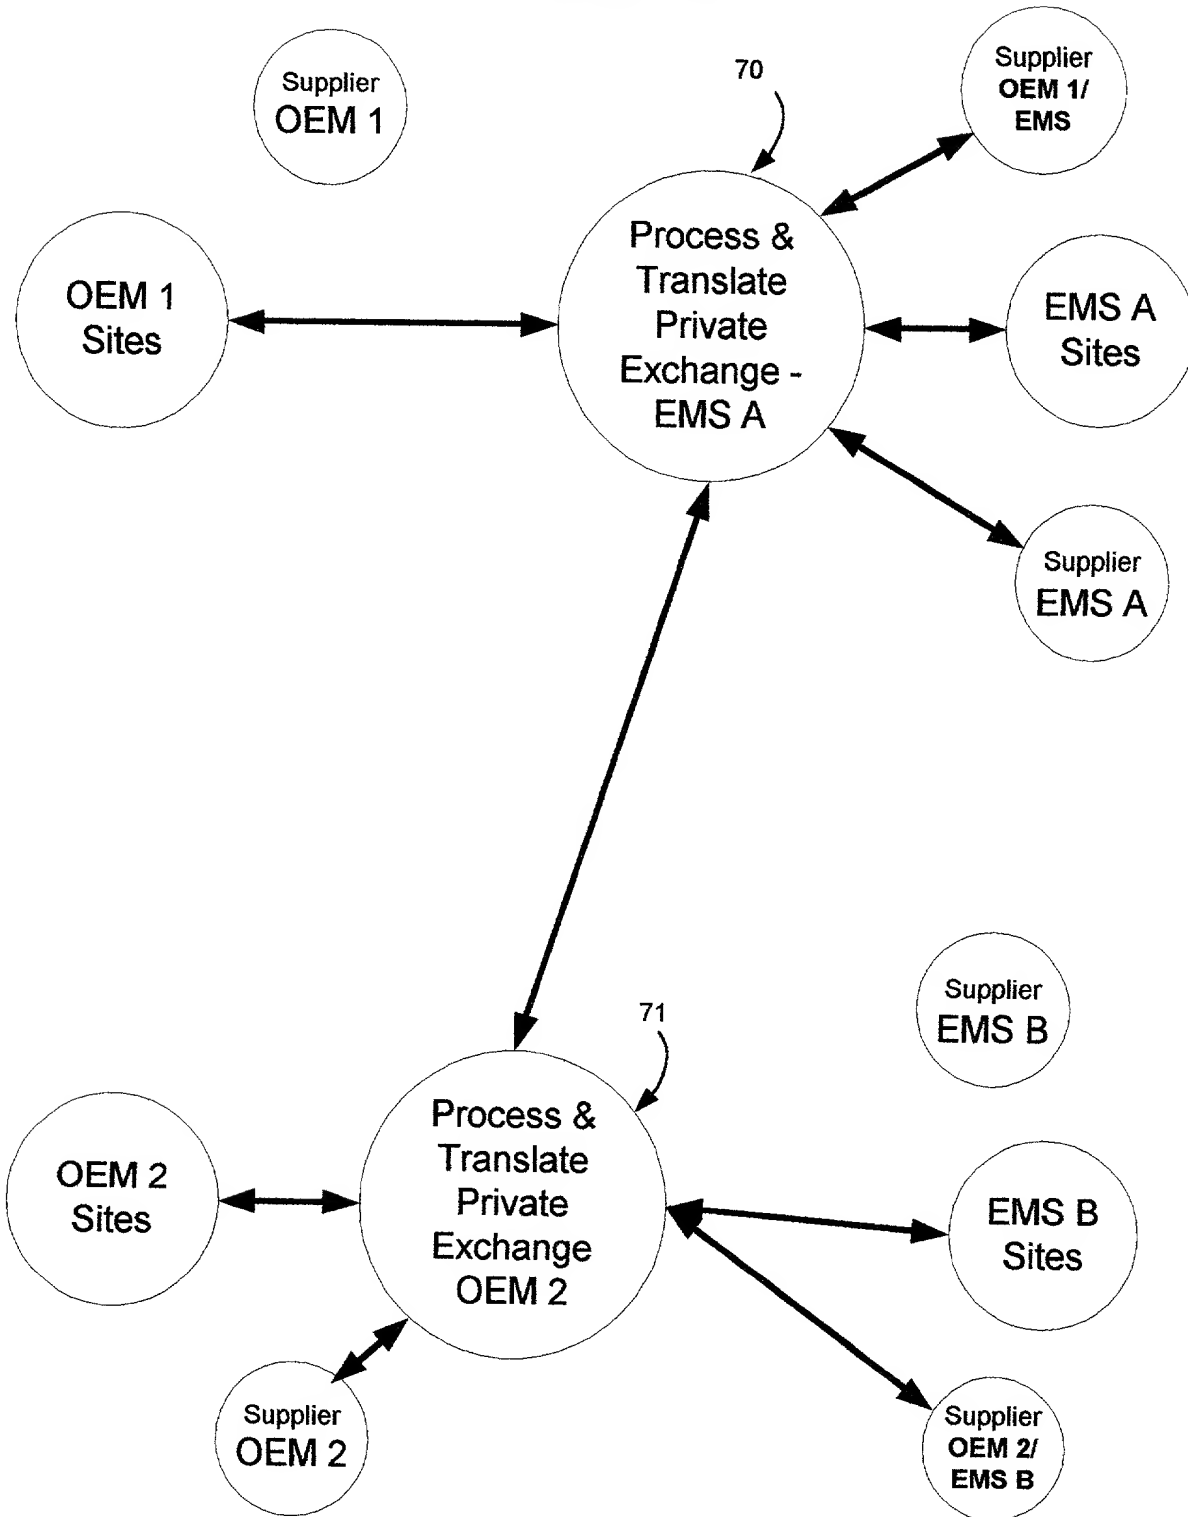 Supplier
OEM 1
70
Supplier
OEM 1/
EMS
OEM 1
Sites
Process &
Translate
Private
Exchange -
EMS A
EMS A
Sites
Supplier
EMS A
Supplier
EMS B
71
OEM 2
Sites
Process &
Translate
Private
Exchange
OEM 2
EMS B
Sites
Supplier
OEM 2
Supplier
OEM 2/
EMS B